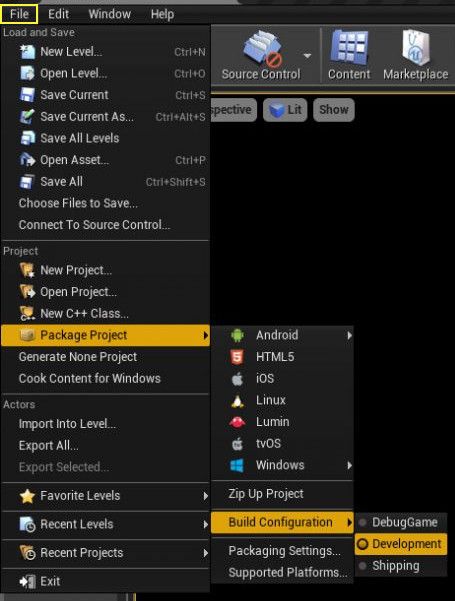 File Edit Window Help
Load and Save
New Level... Ctrl+N
Open Level... Ctrl+O
Save Current Ctrl+S
Save Current As... Ctrl+Alt+S
Save All Levels
Open Asset... Ctrl+P
Save All Ctrl+Shift+S
Choose Files to Save...
Connect To Source Control...
Source Control Content Marketplace
spective Lit Show
Project
New Project...
Open Project...
New C++ Class...
Package Project
Generate None Project
Cook Content for Windows
Actors
Import Into Level...
Export All...
Export Selected...
Favorite Levels
Recent Levels
Recent Projects
Exit
Android
HTML5
iOS
Linux
Lumin
tvOS
Windows
Zip Up Project
Build Configuration
Packaging Settings...
Supported Platforms...
DebugGame
Development
Shipping